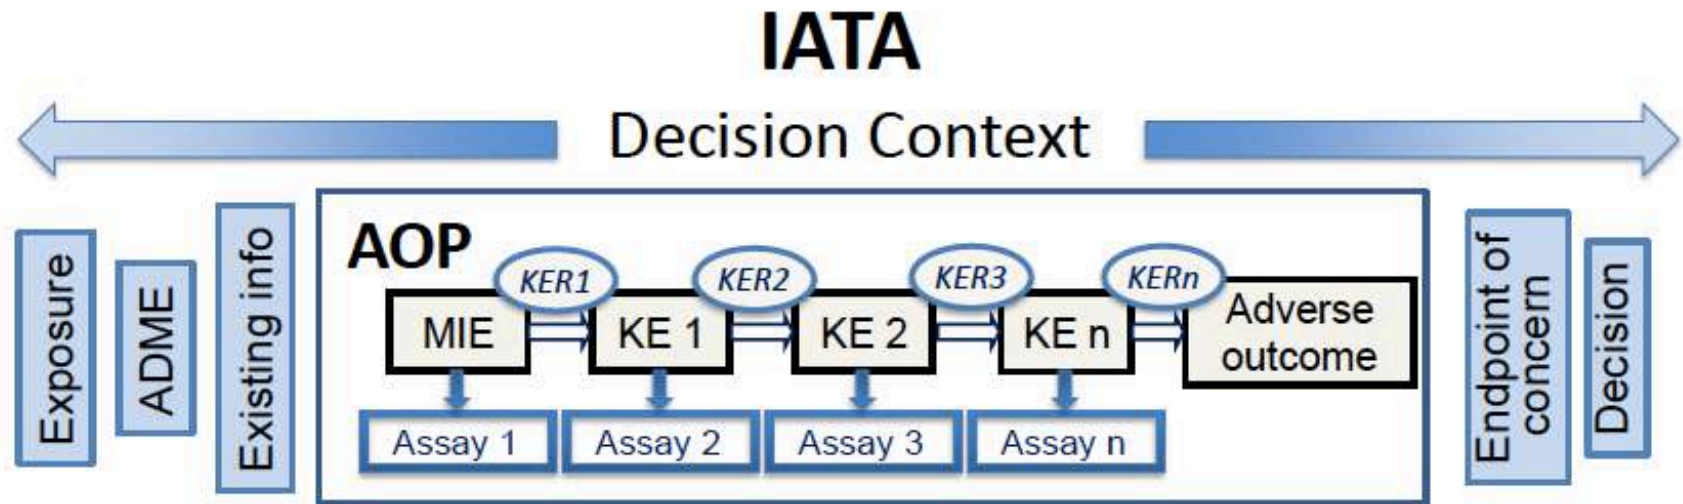 IATA
Decision Context
Exposure
ADME
Existing info
AOP
KER1
KER2
KER3
KERn
MIE
KE 1
KE 2
KE n
Adverse
outcome
Assay 1
Assay 2
Assay 3
Assay n
Endpoint of
concern
Decision